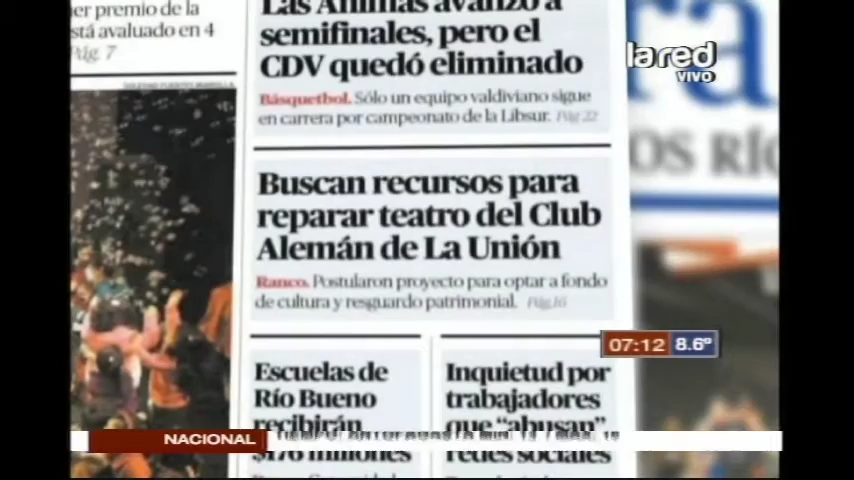 er premio de la
stá avaluado en 4
Pág. 7
Las Ánimas avanzó a
semifinales, pero el
CDV quedó eliminado
Básquetbol. Sólo un equipo valdiviano sigue
en carrera por campeonato de la Libsur. Pág 22
la red
VIVO
OS RÍ
Buscan recursos para
reparar teatro del Club
Alemán de La Unión
Ranco. Postularon proyecto para optar a fondo
de cultura y resguardo patrimonial. Pág 16
07:12 8.6°
Escuelas de
Río Bueno
recibirán
$176 millones
Inquietud por
trabajadores
que "abusan"
redes sociales
NACIONAL